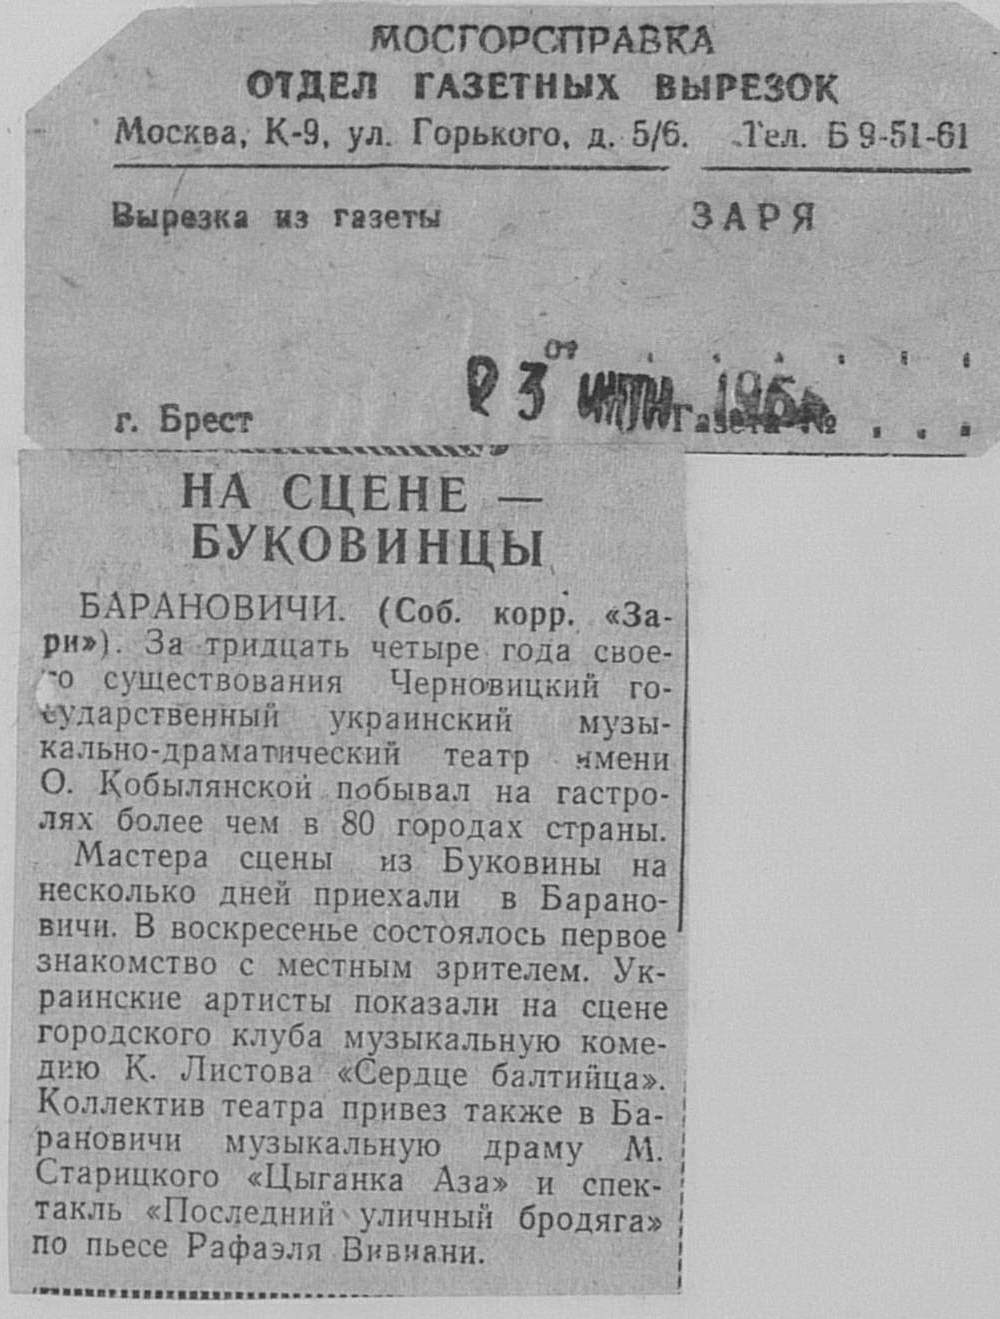 МОСГОРСПРАВКА
ОТДЕЛ ГАЗЕТНЫХ ВЫРЕЗОК
Москва, К-9, ул. Горького, д. 5/6. Тел. Б 9-51-61
Вырезка из газеты ЗАРЯ
г. Брест Газета №
НА СЦЕНЕ —
БУКОВИНЦЫ
БАРАНОВИЧИ. (Соб. корр. «За-
ри»). За тридцать четыре года свое-
го существования Черновицкий го-
сударственный украинский музы-
кально-драматический театр имени
О. Кобылянской побывал на гастро-
лях более чем в 80 городах страны.
Мастера сцены из Буковины на
несколько дней приехали в Барано-
вичи. В воскресенье состоялось первое
знакомство с местным зрителем. Ук-
раинские артисты показали на сцене
городского клуба музыкальную коме-
дию К. Листова «Сердце балтийца».
Коллектив театра привез также в Ба-
рановичи музыкальную драму М.
Старицкого «Цыганка Аза» и спек-
такль «Последний уличный бродяга»
по пьесе Рафаэля Вивиани.